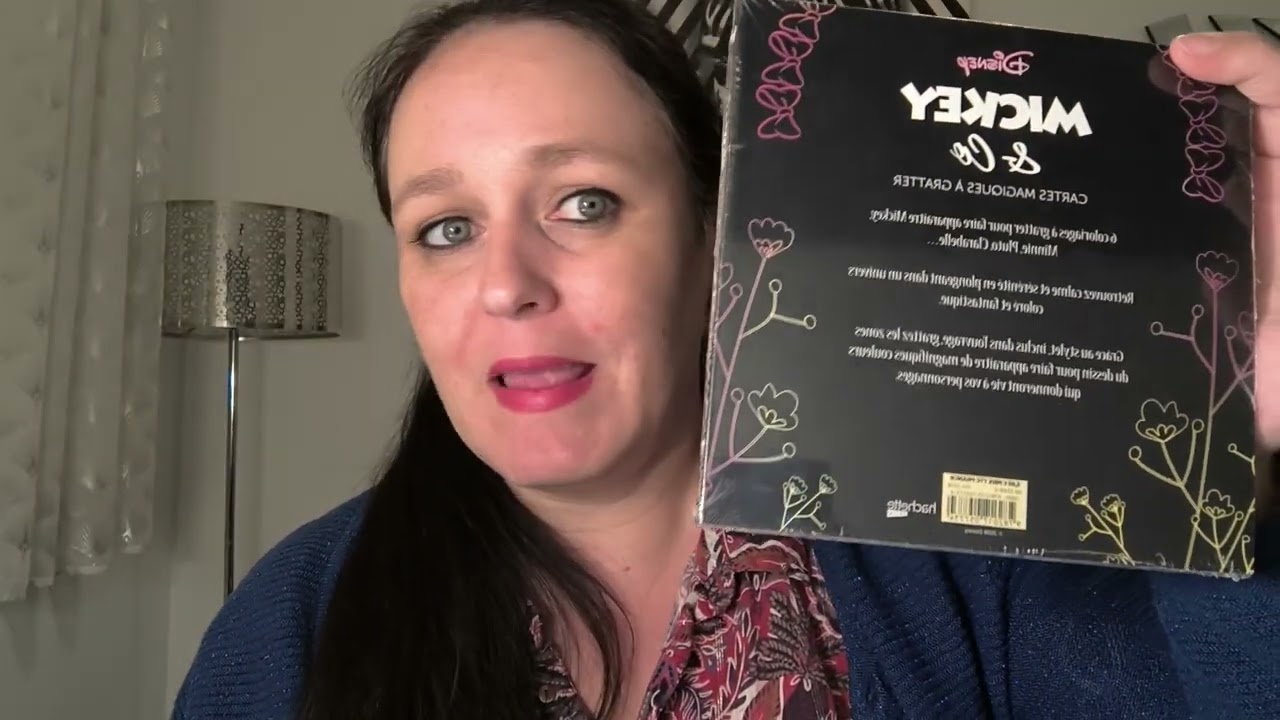 Disney
MICKEY
& Co
CARTES MAGIQUES À GRATTER
6 coloriages à gratter pour faire apparaître Mickey,
Minnie, Pluto, Clarabelle...
Retrouvez calme et sérénité en plongeant dans un univers
coloré et fantastique.
Grâce au stylet, inclus dans l'ouvrage, grattez les zones
du dessin pour faire apparaître de magnifiques couleurs
qui donneront vie à vos personnages.
hachette